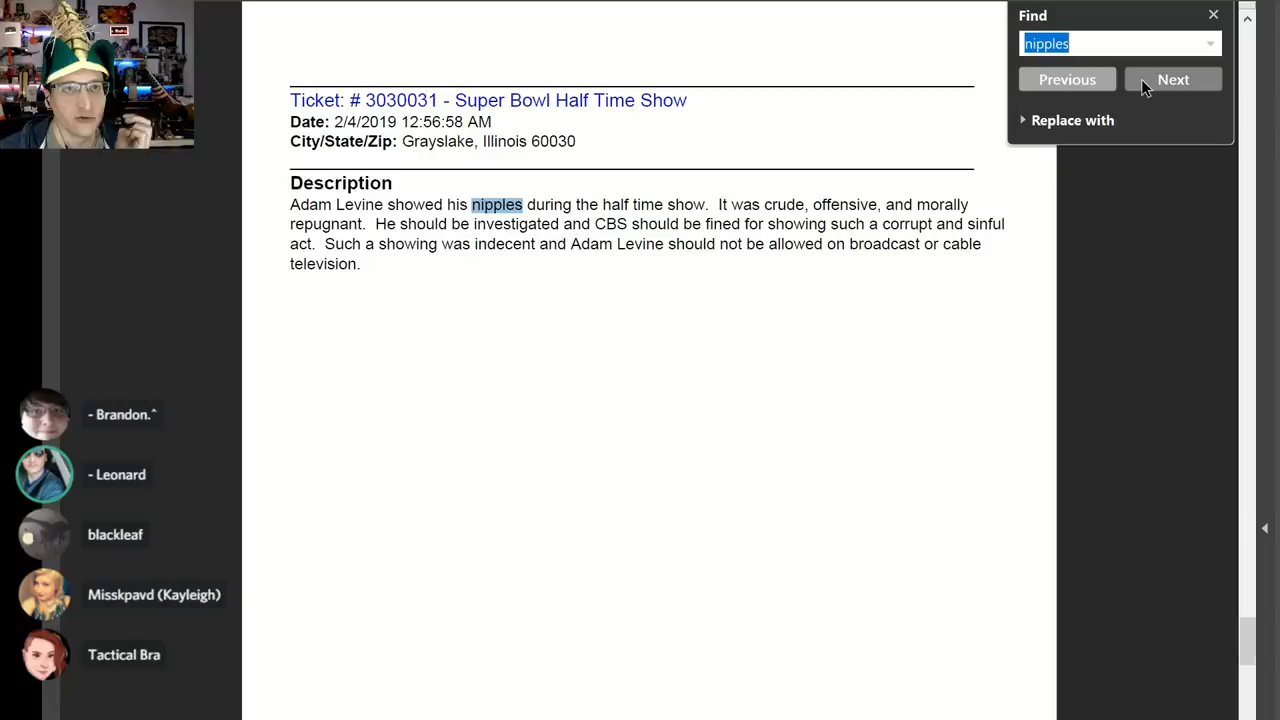 Find
nipples
Previous
Next
Replace with
Ticket: # 3030031 - Super Bowl Half Time Show
Date: 2/4/2019 12:56:58 AM
City/State/Zip: Grayslake, Illinois 60030
Description
Adam Levine showed his nipples during the half time show.  It was crude, offensive, and morally
repugnant.  He should be investigated and CBS should be fined for showing such a corrupt and sinful
act.  Such a showing was indecent and Adam Levine should not be allowed on broadcast or cable
television.
- Brandon.^
- Leonard
blackleaf
Misskpavd (Kayleigh)
Tactical Bra